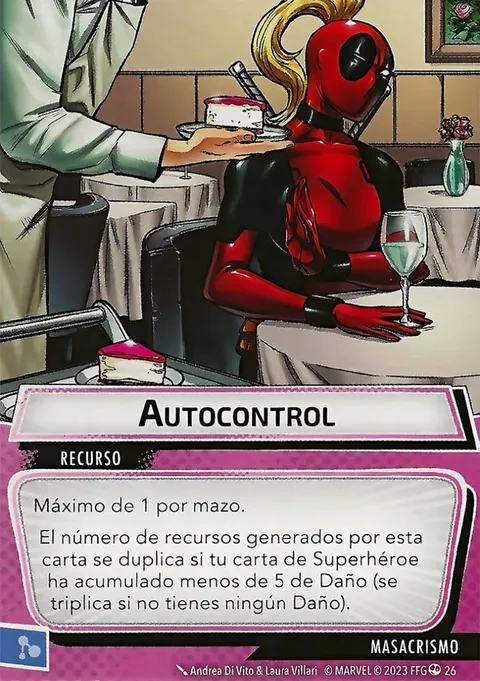 AUTOCONTROL
RECURSO
Máximo de 1 por mazo.
El número de recursos generados por esta
carta se duplica si tu carta de Superhéroe
ha acumulado menos de 5 de Daño (se
triplica si no tienes ningún Daño).
MASACRISMO
Andrea Di Vito & Laura Villari © MARVEL © 2023 FFG 26